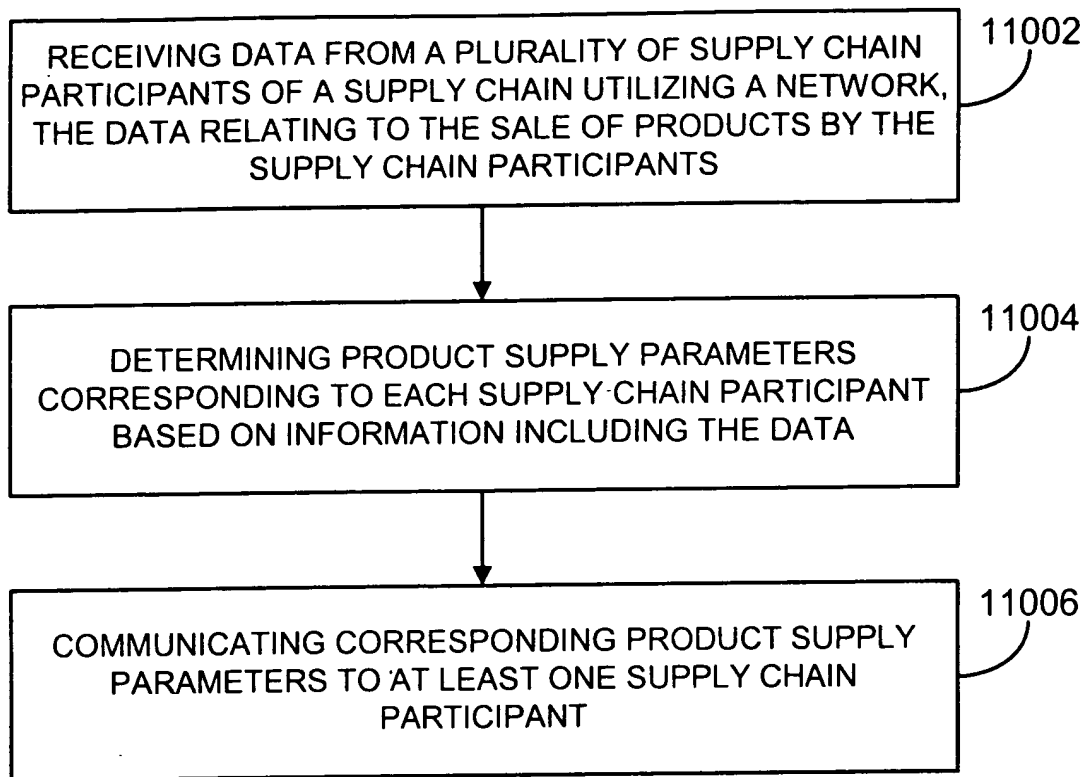 RECEIVING DATA FROM A PLURALITY OF SUPPLY CHAIN
PARTICIPANTS OF A SUPPLY CHAIN UTILIZING A NETWORK,
THE DATA RELATING TO THE SALE OF PRODUCTS BY THE
SUPPLY CHAIN PARTICIPANTS
11002
DETERMINING PRODUCT SUPPLY PARAMETERS
CORRESPONDING TO EACH SUPPLY CHAIN PARTICIPANT
BASED ON INFORMATION INCLUDING THE DATA
11004
COMMUNICATING CORRESPONDING PRODUCT SUPPLY
PARAMETERS TO AT LEAST ONE SUPPLY CHAIN
PARTICIPANT
11006